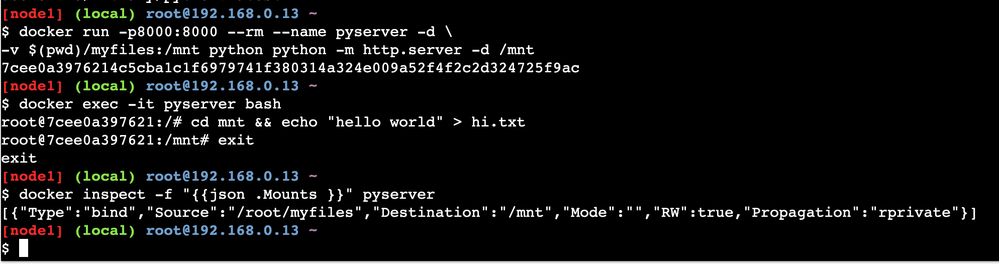 [node1] (local) root@192.168.0.13 ~
$ docker run -p8000:8000 --rm --name pyserver -d \
-v $(pwd)/myfiles:/mnt python python -m http.server -d /mnt
7cee0a3976214c5cba1c1f6979741f380314a324e009a52f4f2c2d324725f9ac
[node1] (local) root@192.168.0.13 ~
$ docker exec -it pyserver bash
root@7cee0a397621:/# cd mnt && echo "hello world" > hi.txt
root@7cee0a397621:/mnt# exit
exit
[node1] (local) root@192.168.0.13 ~
$ docker inspect -f "{{json .Mounts }}" pyserver
[{"Type":"bind","Source":"/root/myfiles","Destination":"/mnt","Mode":"","RW":true,"Propagation":"rprivate"}]
[node1] (local) root@192.168.0.13 ~
$